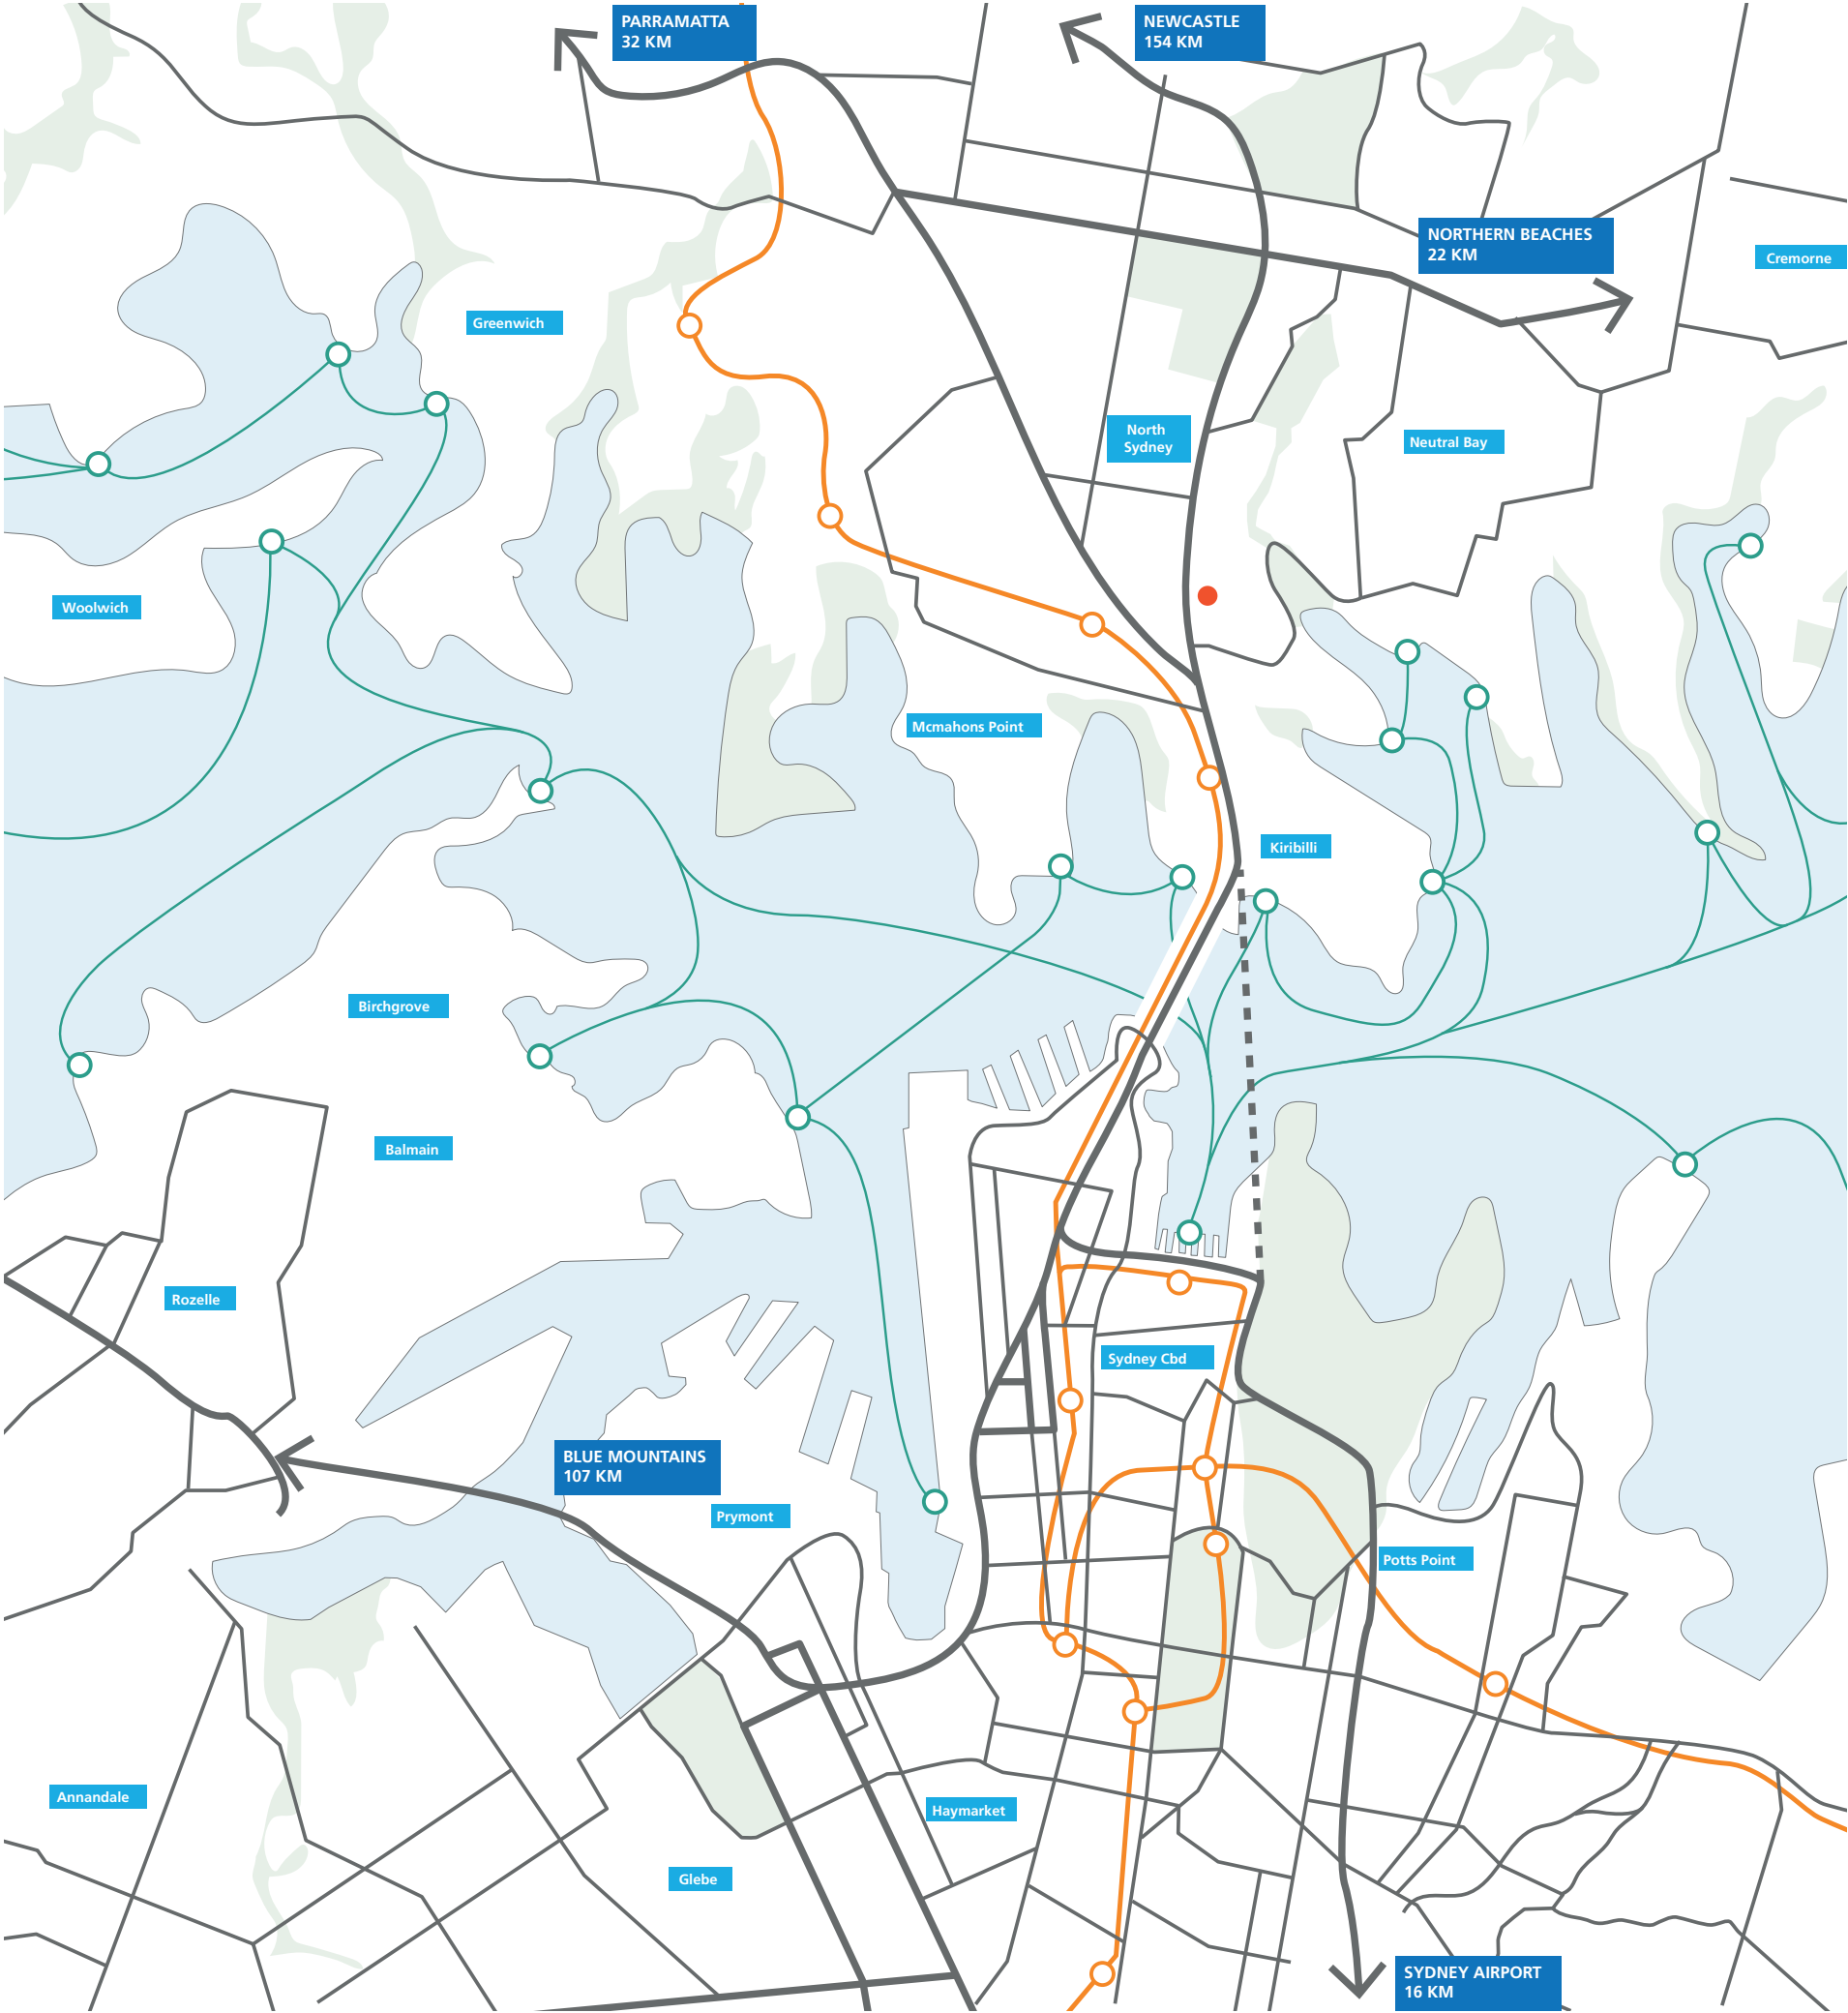 PARRAMATTA
32 KM
NEWCASTLE
154 KM
NORTHERN BEACHES
22 KM
Cremorne
Greenwich
North
Sydney
Neutral Bay
Woolwich
Mcmahons Point
Kiribilli
Birchgrove
Balmain
Rozelle
Sydney Cbd
BLUE MOUNTAINS
107 KM
Prymont
Potts Point
Annandale
Haymarket
Glebe
SYDNEY AIRPORT
16 KM